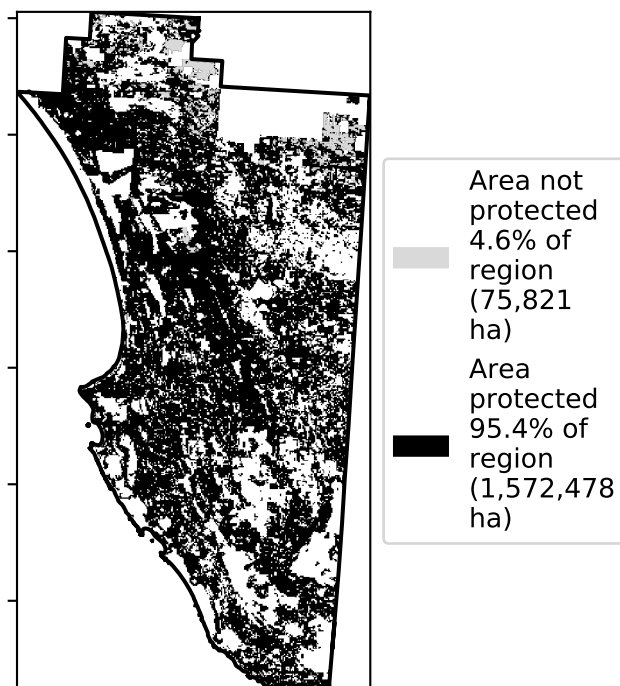 Area not
protected
4.6% of
region
(75,821
ha)
Area
protected
95.4% of
region
(1,572,478
ha)